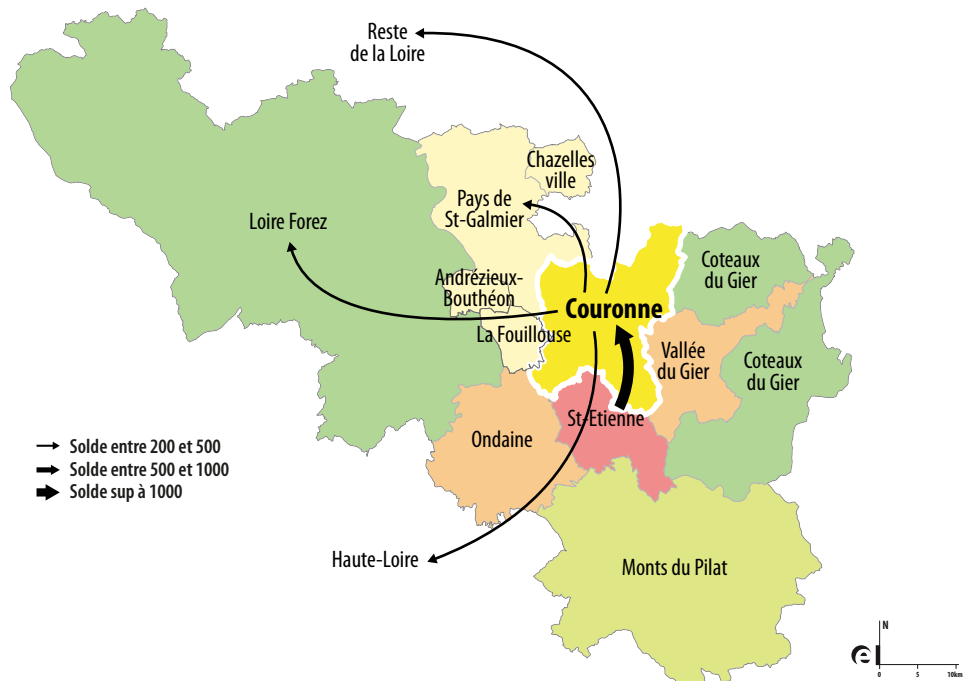 Reste
de la Loire
Chazelles
ville
Pays de
St-Galmier
Loire Forez
Coteaux
du Gier
Andrézieux-
Bouthéon
Couronne
La Fouillouse
Vallée
du Gier
Coteaux
du Gier
St-Etienne
Ondaine
Solde entre 200 et 500
Solde entre 500 et 1000
Solde sup à 1000
Haute-Loire
Monts du Pilat
N
el
0 5 10km